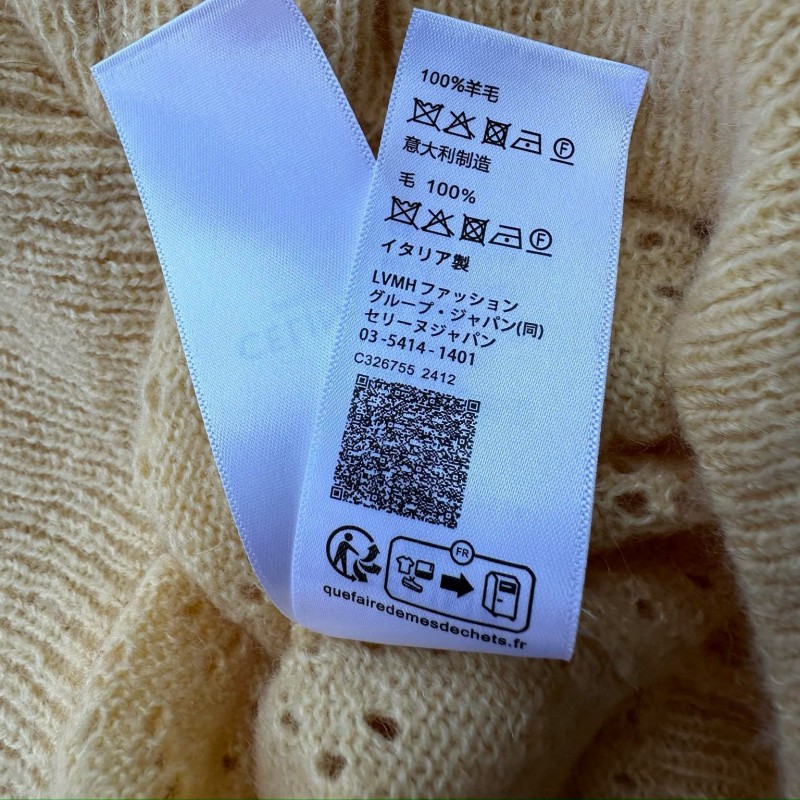 100%羊毛
F
意大利制造
毛 100%
F
イタリア製
LVMH ファッション
グループ・ジャパン(同)
セリーヌジャパン
03-5414-1401
C326755 2412
FR
quefairedemesdechets.fr